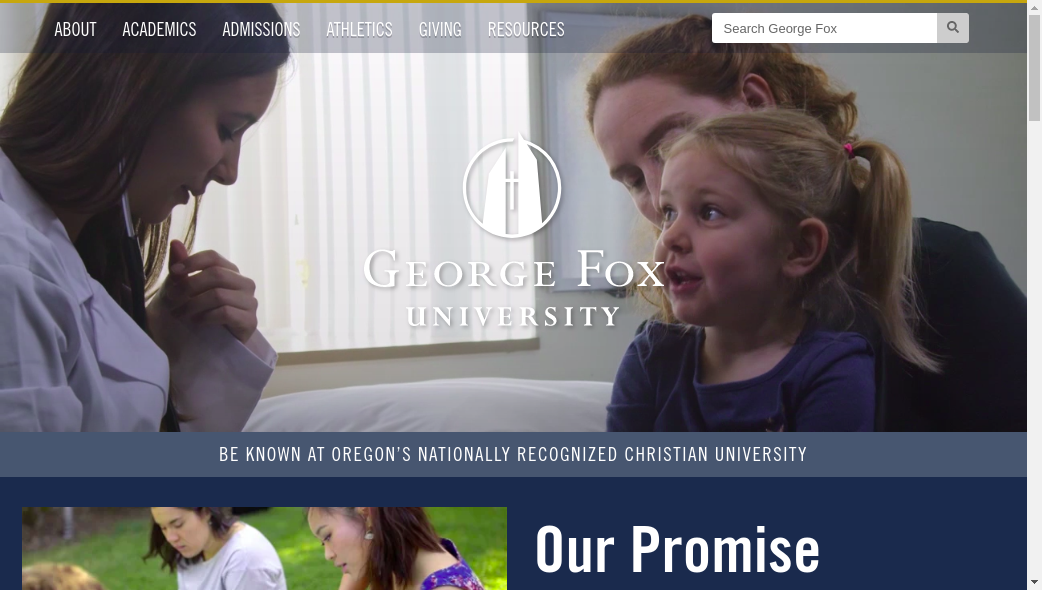 ABOUT ACADEMICS ADMISSIONS ATHLETICS GIVING RESOURCES Search George Fox
GEORGE FOX
UNIVERSITY
BE KNOWN AT OREGON’S NATIONALLY RECOGNIZED CHRISTIAN UNIVERSITY
Our Promise